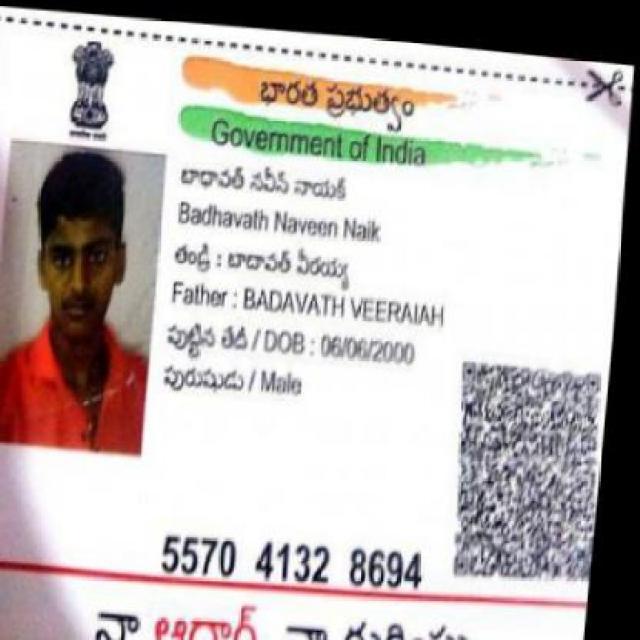 భారత ప్రభుత్వం
Government of India
బాధావత్ నవీన్ నాయక్
Badhavath Naveen Naik
తండ్రి : బాదావత్ వీరయ్య
Father : BADAVATH VEERAIAH
పుట్టిన తేదీ / DOB : 06/06/2000
పురుషుడు / Male
5570 4132 8694
నా ఆధార్, నా గుర్తింపు